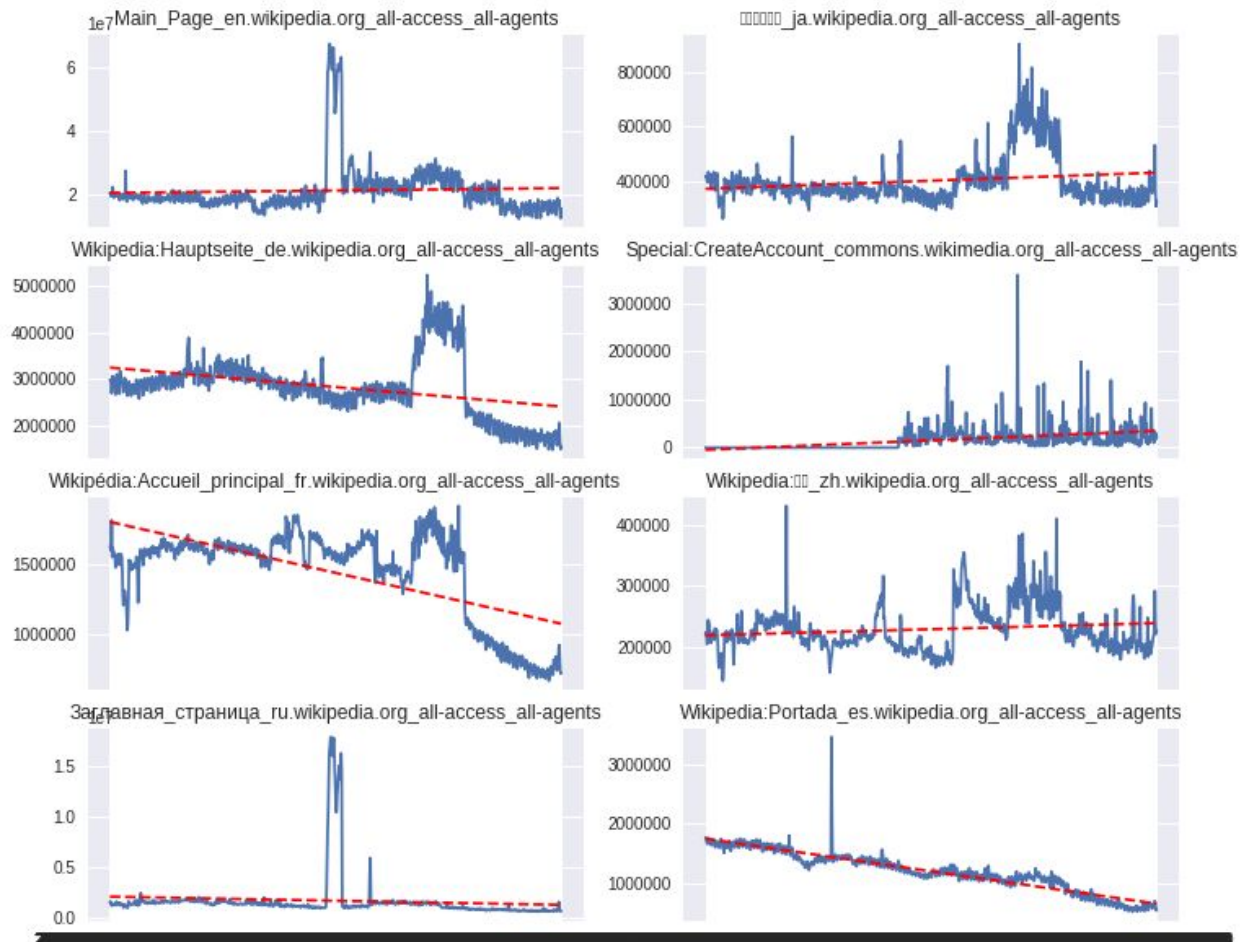 1e7 Main_Page_en.wikipedia.org_all-access_all-agents
6
4
2
_ja.wikipedia.org_all-access_all-agents
800000
600000
400000
Wikipedia:Hauptseite_de.wikipedia.org_all-access_all-agents
5000000
4000000
3000000
2000000
Special:CreateAccount_commons.wikimedia.org_all-access_all-agents
3000000
2000000
1000000
0
Wikipédia:Accueil_principal_fr.wikipedia.org_all-access_all-agents
1500000
1000000
Wikipedia:▯▯_zh.wikipedia.org_all-access_all-agents
400000
300000
200000
1e7
Заглавная_страница_ru.wikipedia.org_all-access_all-agents
1.5
1.0
0.5
0.0
Wikipedia:Portada_es.wikipedia.org_all-access_all-agents
3000000
2000000
1000000